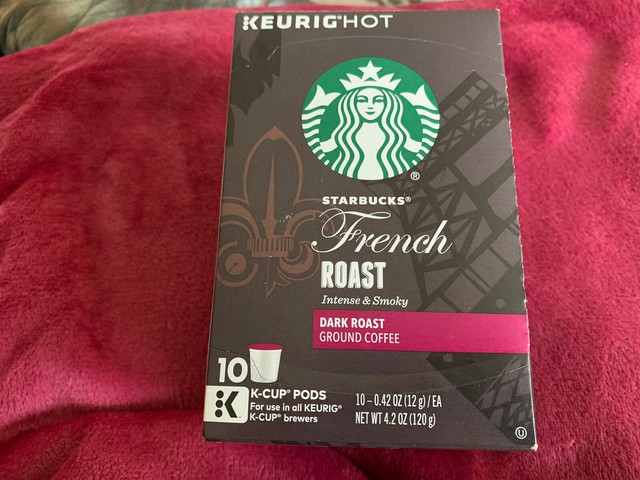 KEURIG® HOT
®
STARBUCKS®
French
ROAST
Intense & Smoky
DARK ROAST
GROUND COFFEE
10
K-CUP® PODS
For use in all KEURIG®
K-CUP® brewers
K
10 – 0.42 OZ (12 g) / EA
NET WT 4.2 OZ (120 g)
U